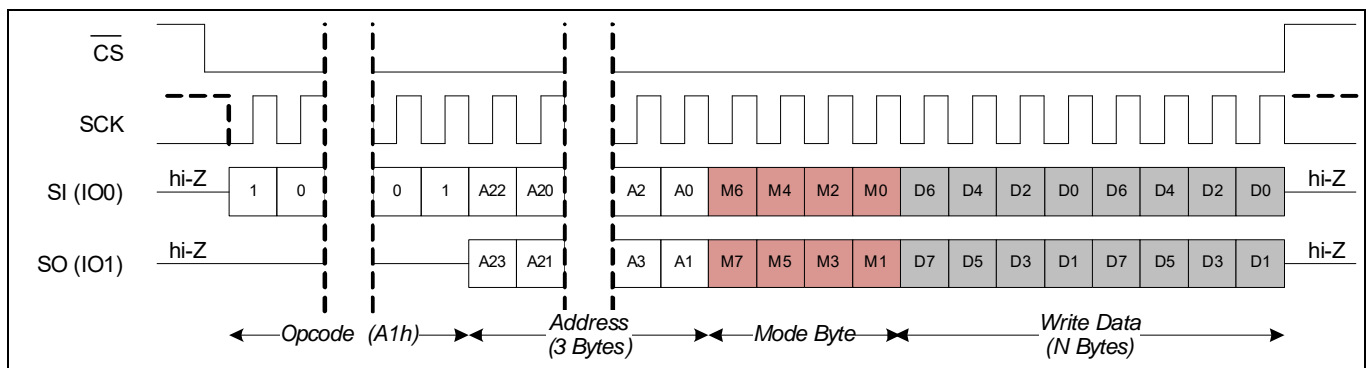 CS
SCK
SI (IO0) hi-Z 1 0 0 1 A22 A20 A2 A0 M6 M4 M2 M0 D6 D4 D2 D0 D6 D4 D2 D0 hi-Z
SO (IO1) hi-Z A23 A21 A3 A1 M7 M5 M3 M1 D7 D5 D3 D1 D7 D5 D3 D1 hi-Z
Opcode (A1h) Address Mode Byte Write Data
(3 Bytes) (N Bytes)